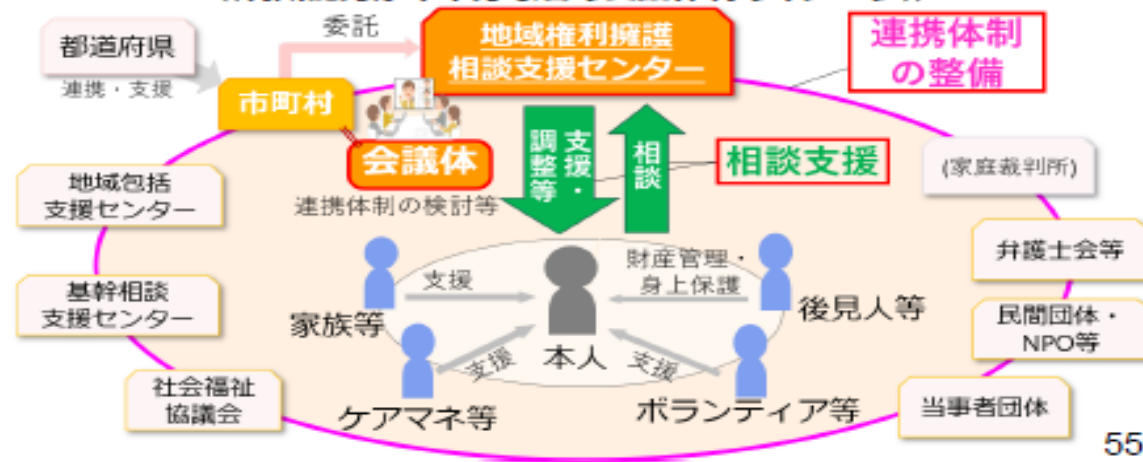 委託
地域権利擁護
相談支援センター
連携体制
の整備
都道府県
連携・支援
市町村
会議体
連携体制の検討等
支援・
調整等
相談
相談支援
(家庭裁判所)
地域包括
支援センター
弁護士会等
基幹相談
支援センター
民間団体・
NPO等
社会福祉
協議会
当事者団体
家族等
支援
本人
財産管理・
身上保護
後見人等
ケアマネ等
支援
支援
ボランティア等
55